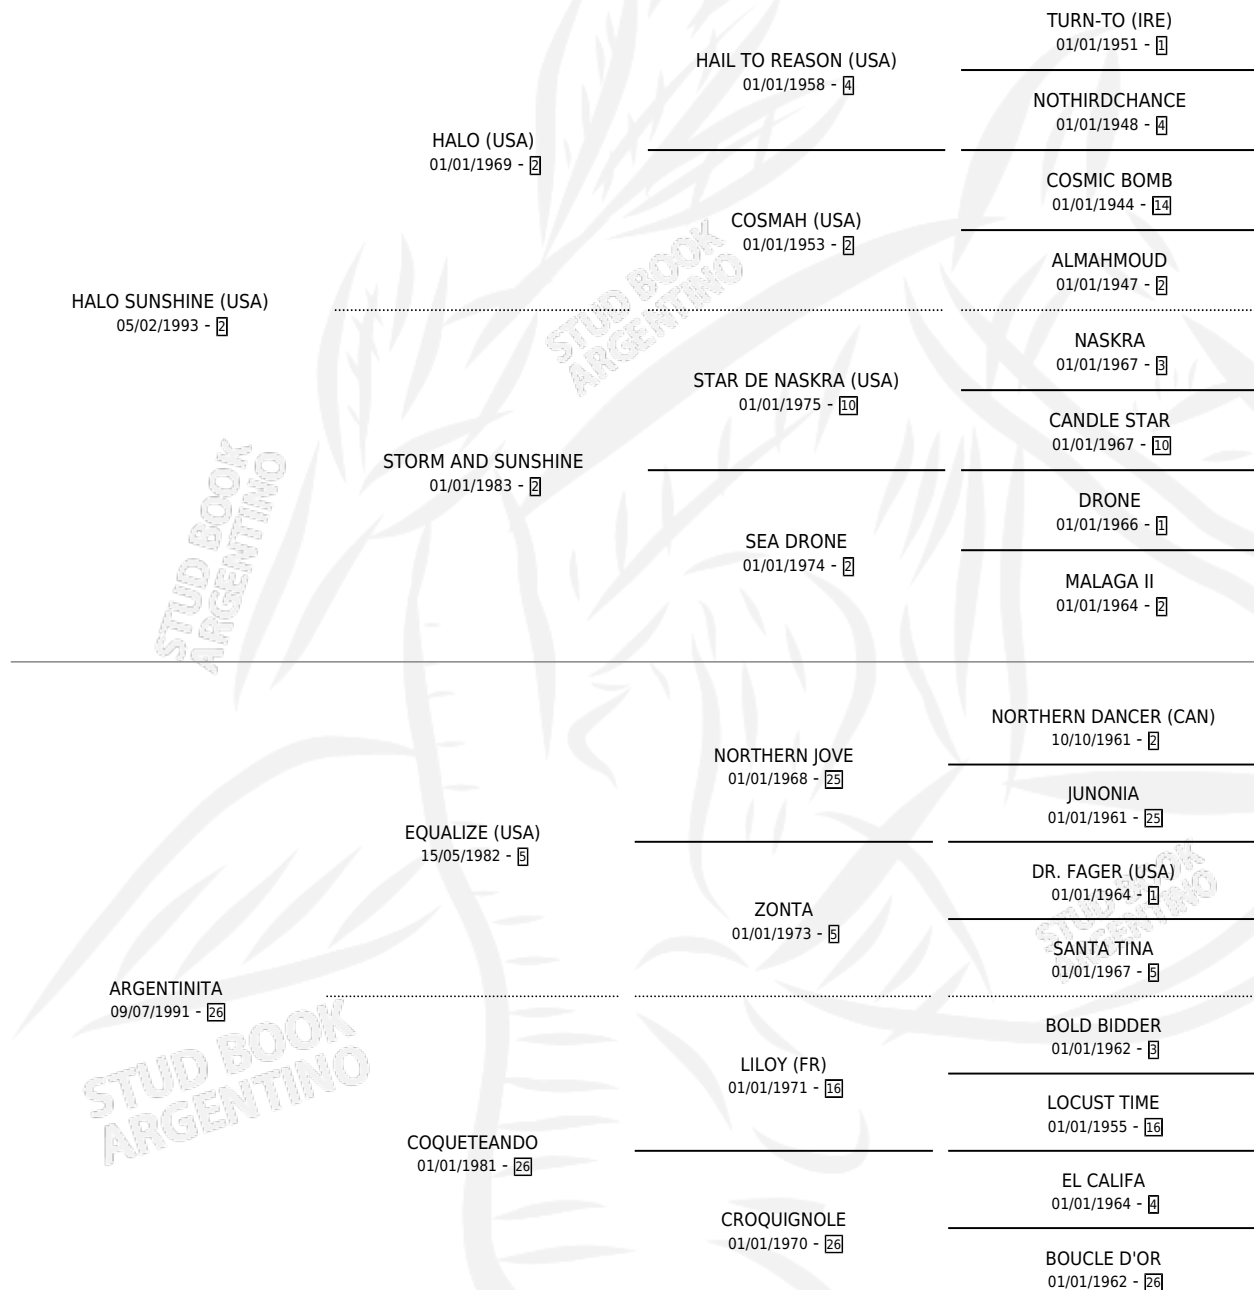 TURN-TO (IRE)
01/01/1951 - 1
HAIL TO REASON (USA)
01/01/1958 - 4
NOTHIRDCHANCE
01/01/1948 - 4
HALO (USA)
01/01/1969 - 2
COSMIC BOMB
01/01/1944 - 14
COSMAH (USA)
01/01/1953 - 2
ALMAHMOUD
01/01/1947 - 2
HALO SUNSHINE (USA)
05/02/1993 - 2
NASKRA
01/01/1967 - 3
STAR DE NASKRA (USA)
01/01/1975 - 10
CANDLE STAR
01/01/1967 - 10
STORM AND SUNSHINE
01/01/1983 - 2
DRONE
01/01/1966 - 1
SEA DRONE
01/01/1974 - 2
MALAGA II
01/01/1964 - 2
NORTHERN DANCER (CAN)
10/10/1961 - 2
NORTHERN JOVE
01/01/1968 - 25
JUNONIA
01/01/1961 - 25
EQUALIZE (USA)
15/05/1982 - 5
DR. FAGER (USA)
01/01/1964 - 1
ZONTA
01/01/1973 - 5
SANTA TINA
01/01/1967 - 5
ARGENTINITA
09/07/1991 - 26
BOLD BIDDER
01/01/1962 - 3
LILOY (FR)
01/01/1971 - 16
LOCUST TIME
01/01/1955 - 16
COQUETEANDO
01/01/1981 - 26
EL CALIFA
01/01/1964 - 4
CROQUIGNOLE
01/01/1970 - 26
BOUCLE D'OR
01/01/1962 - 26
STUD BOOK
ARGENTINO
STUD BOOK
ARGENTINO
STUD BOOK
ARGENTINO
STUD BOOK
ARGENTINO